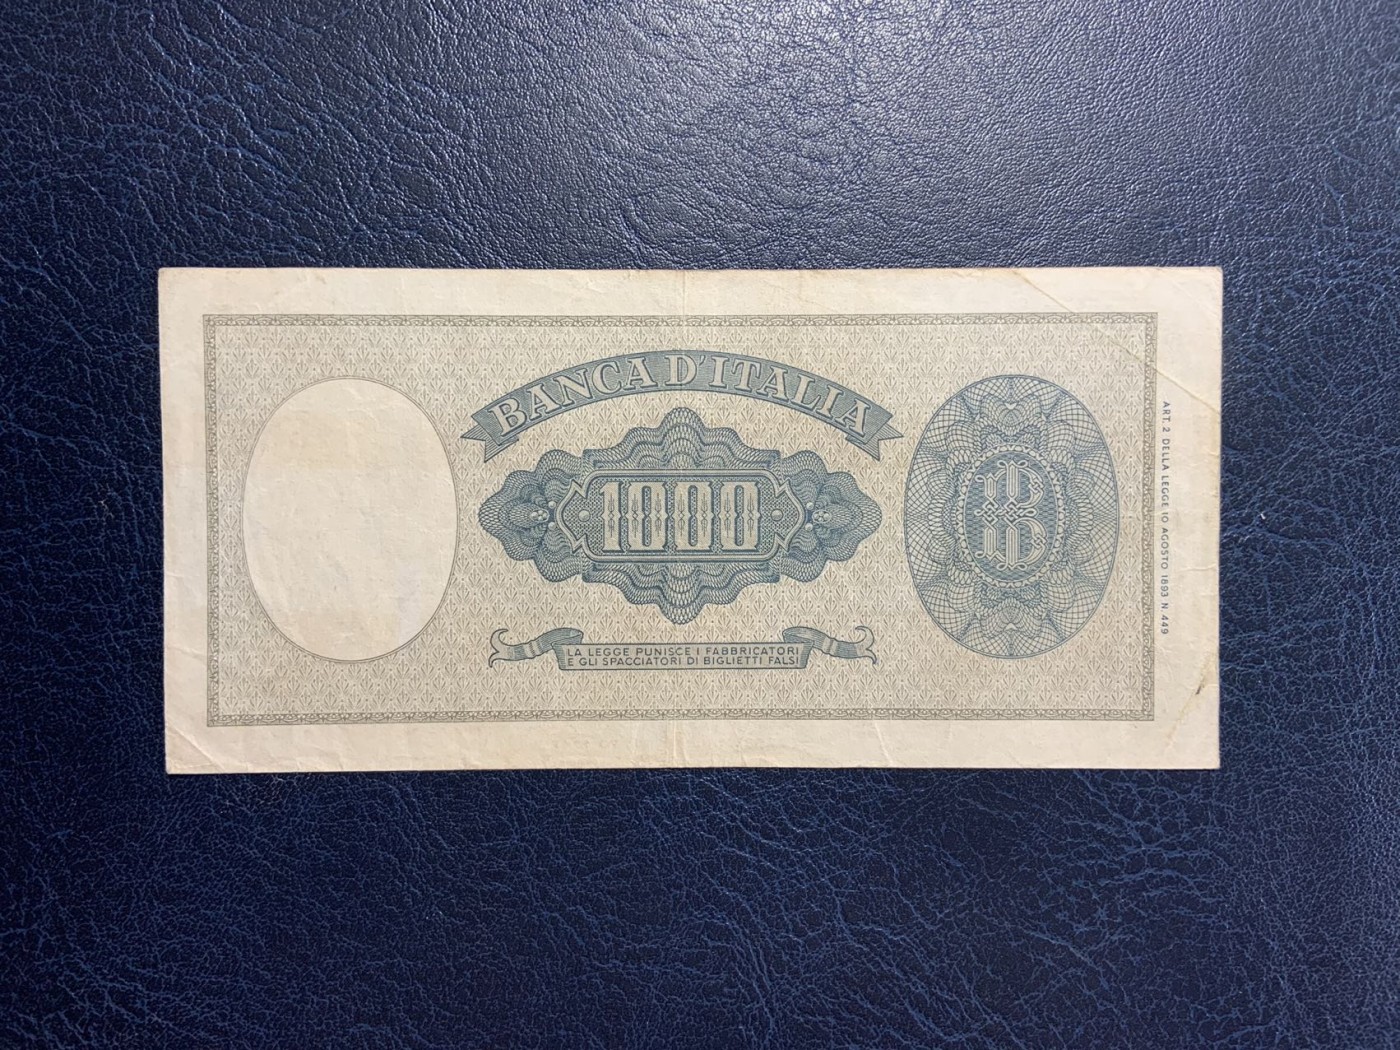 BANCA D'ITALIA
1000
LA LEGGE PUNISCE I FABBRICATORI
E GLI SPACCIATORI DI BIGLIETTI FALSI
ART. 2 DELLA LEGGE 10 AGOSTO 1893 N. 449